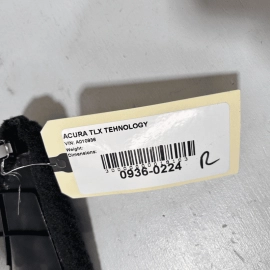 ACURA TLX TEHNOLOGY
VIN: A010936
Weight:
Dimensions:
0936-0224
R